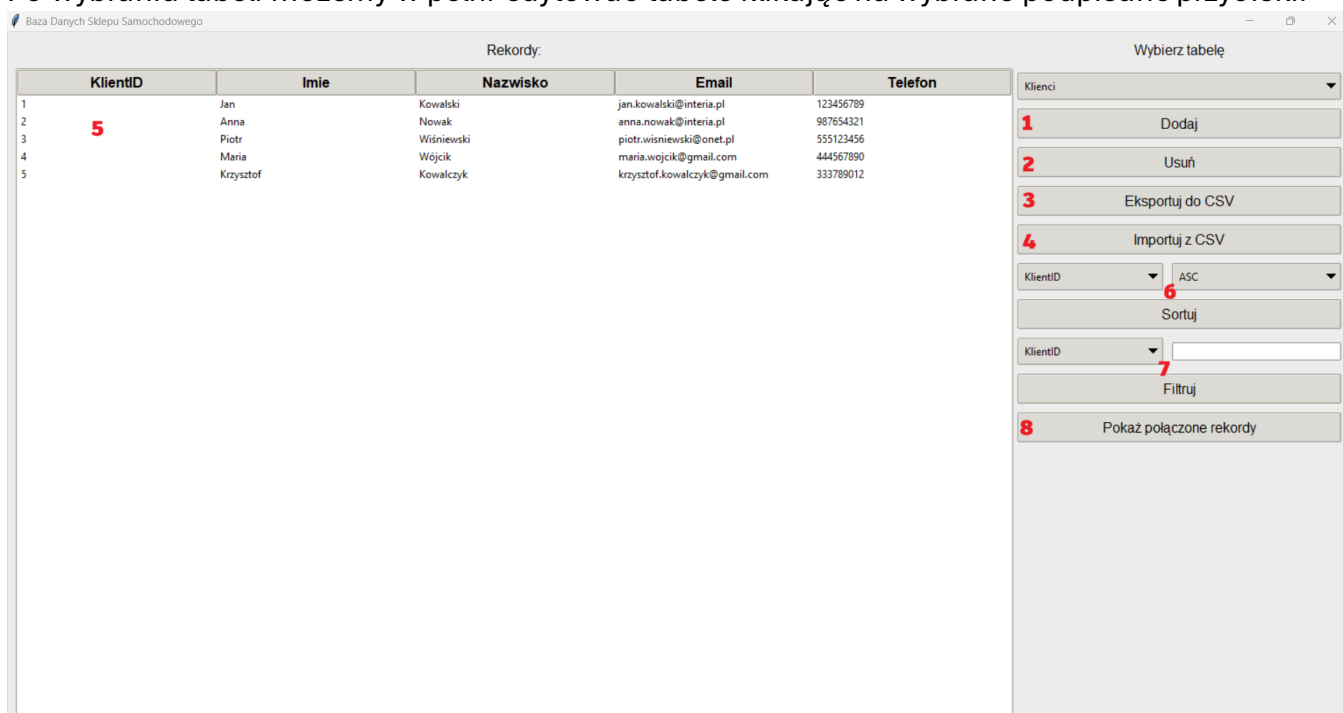 Po wybraniu tabeli możemy w pełni edytować tabele klikając na wybrane podpisane przyciski.
Baza Danych Sklepu Samochodowego
Rekordy:
Wybierz tabelę
KlientID Imie Nazwisko Email Telefon
1 Jan Kowalski jan.kowalski@interia.pl 123456789
2 Anna Nowak anna.nowak@interia.pl 987654321
3 Piotr Wiśniewski piotr.wisniewski@onet.pl 555123456
4 Maria Wójcik maria.wojcik@gmail.com 444567890
5 Krzysztof Kowalczyk krzysztof.kowalczyk@gmail.com 333789012
5
Klienci
1 Dodaj
2 Usuń
3 Eksportuj do CSV
4 Importuj z CSV
KlientID ASC
6
Sortuj
KlientID
7
Filtruj
8 Pokaż połączone rekordy